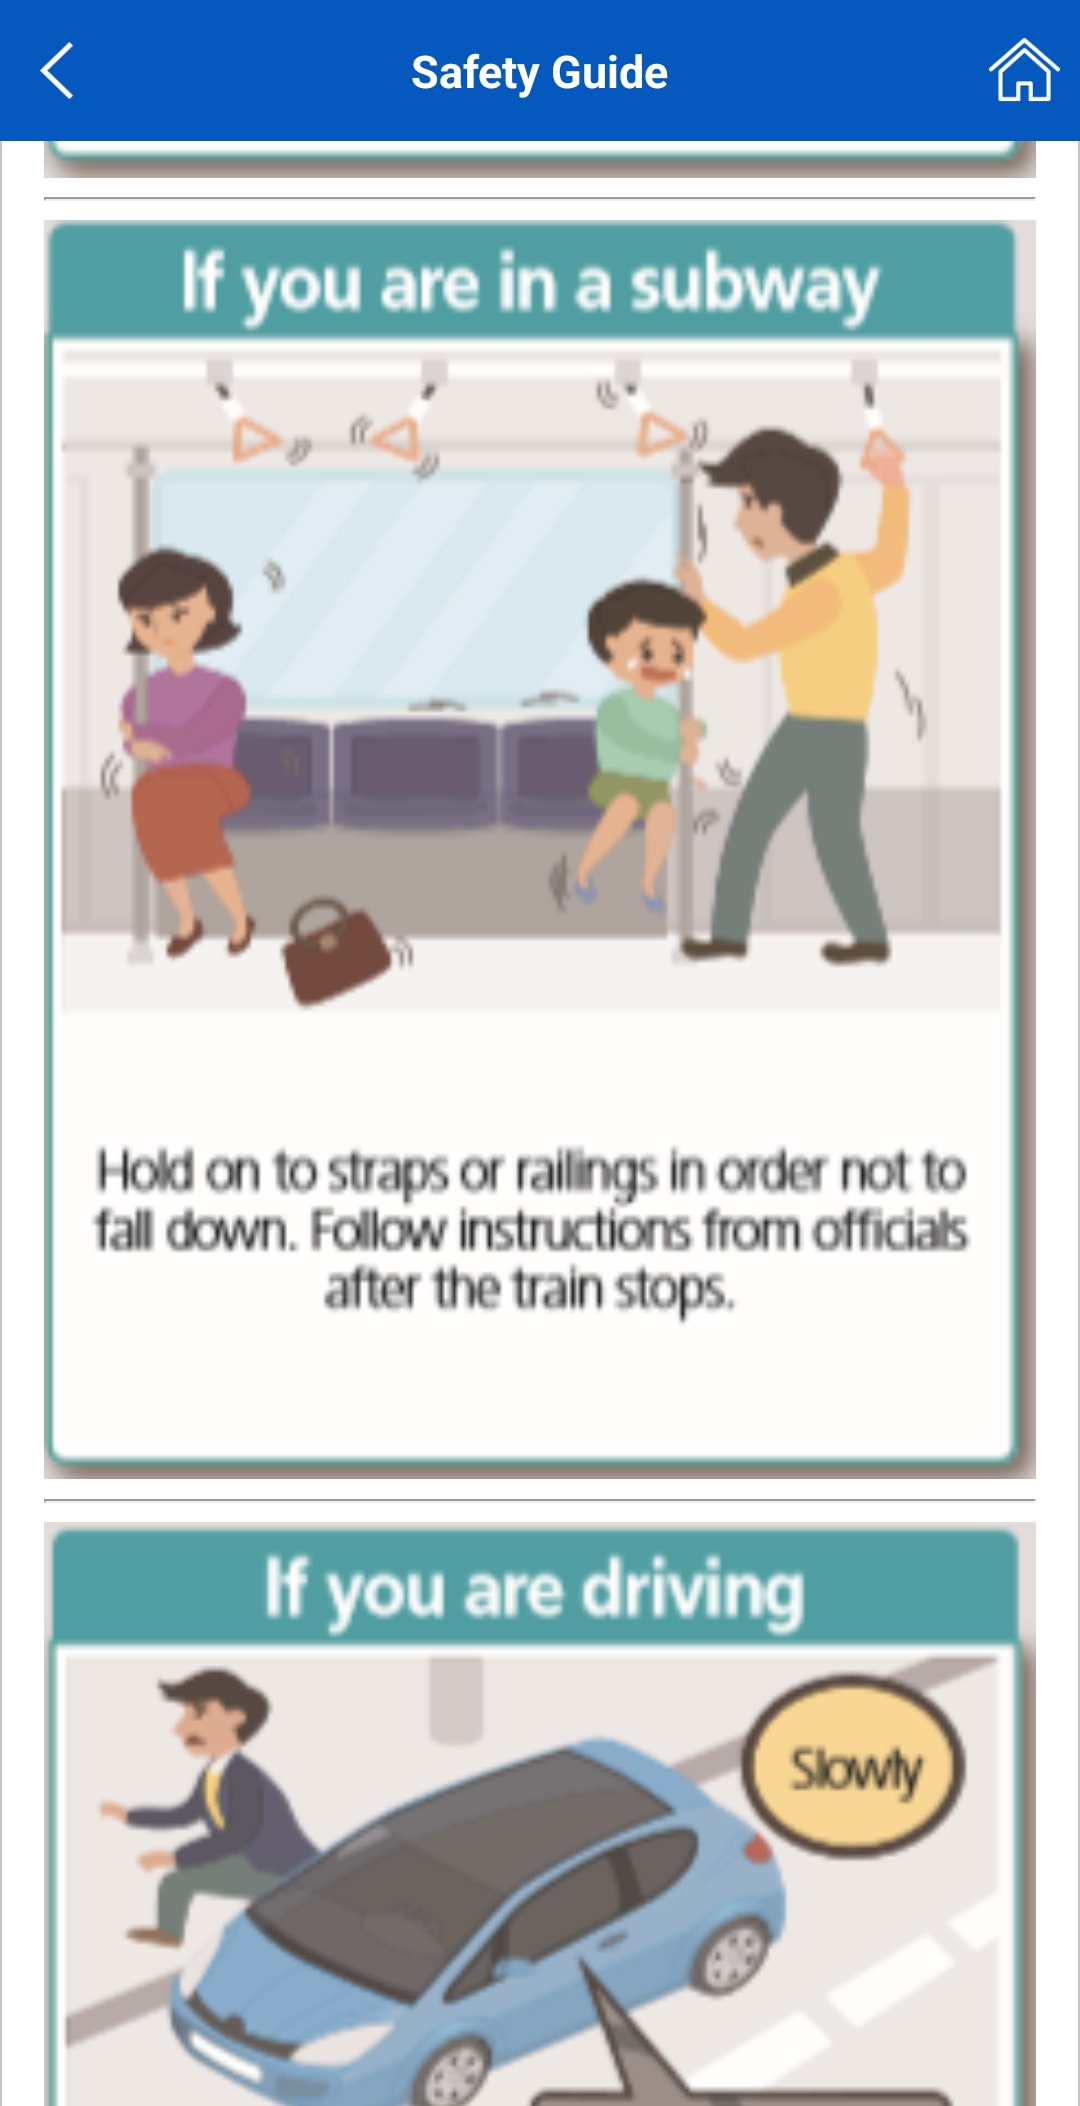 Safety Guide
If you are in a subway
Hold on to straps or railings in order not to
fall down. Follow instructions from officials
after the train stops.
If you are driving
Slowly